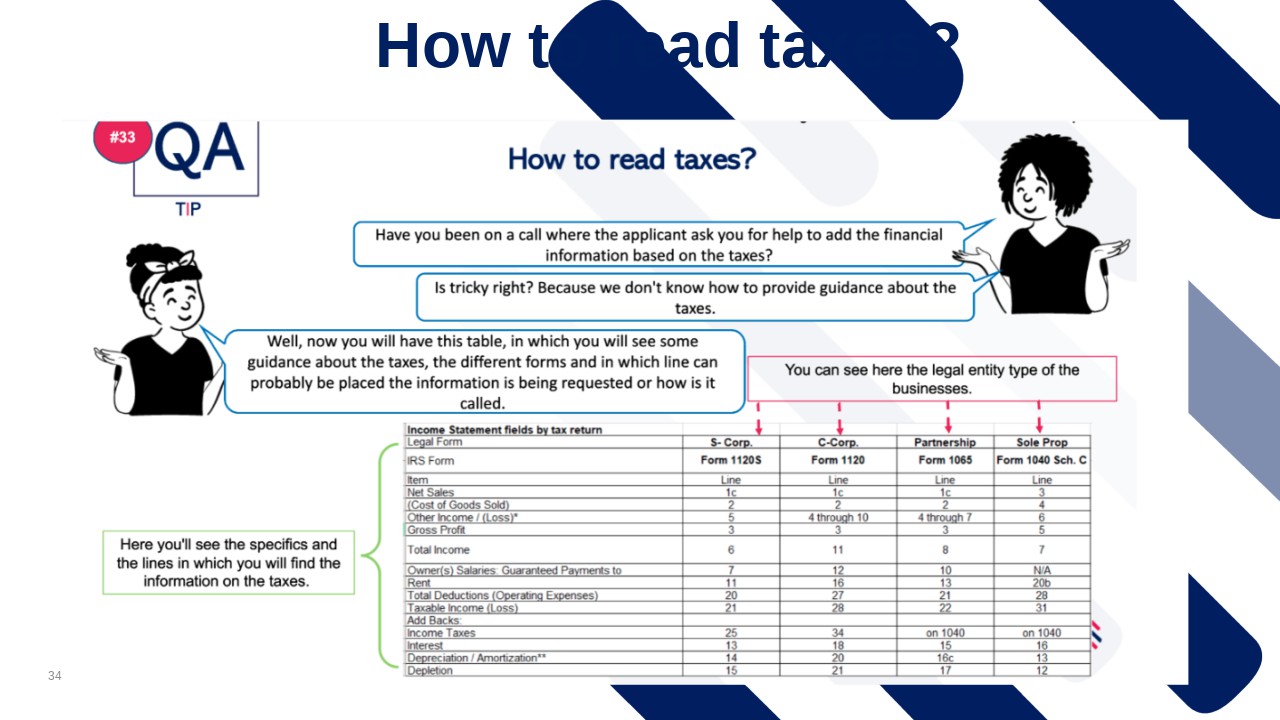 How to read taxes?
#33
QA
TIP
How to read taxes?
Have you been on a call where the applicant ask you for help to add the financial
information based on the taxes?
Is tricky right? Because we don't know how to provide guidance about the
taxes.
Well, now you will have this table, in which you will see some
guidance about the taxes, the different forms and in which line can
probably be placed the information is being requested or how is it
called.
You can see here the legal entity type of the
businesses.
Here you'll see the specifics and
the lines in which you will find the
information on the taxes.
Income Statement fields by tax return
Legal Form S- Corp. C-Corp. Partnership Sole Prop
IRS Form Form 1120S Form 1120 Form 1065 Form 1040 Sch. C
Item Line Line Line Line
Net Sales 1c 1c 1c 3
(Cost of Goods Sold) 2 2 2 4
Other Income / (Loss)* 5 4 through 10 4 through 7 6
Gross Profit 3 3 3 5
Total Income 6 11 8 7
Owner(s) Salaries: Guaranteed Payments to 7 12 10 N/A
Rent 11 16 13 20b
Total Deductions (Operating Expenses) 20 27 21 28
Taxable Income (Loss) 21 28 22 31
Add Backs:
Income Taxes 25 34 on 1040 on 1040
Interest 13 18 15 16
Depreciation / Amortization** 14 20 16c 13
Depletion 15 21 17 12
34